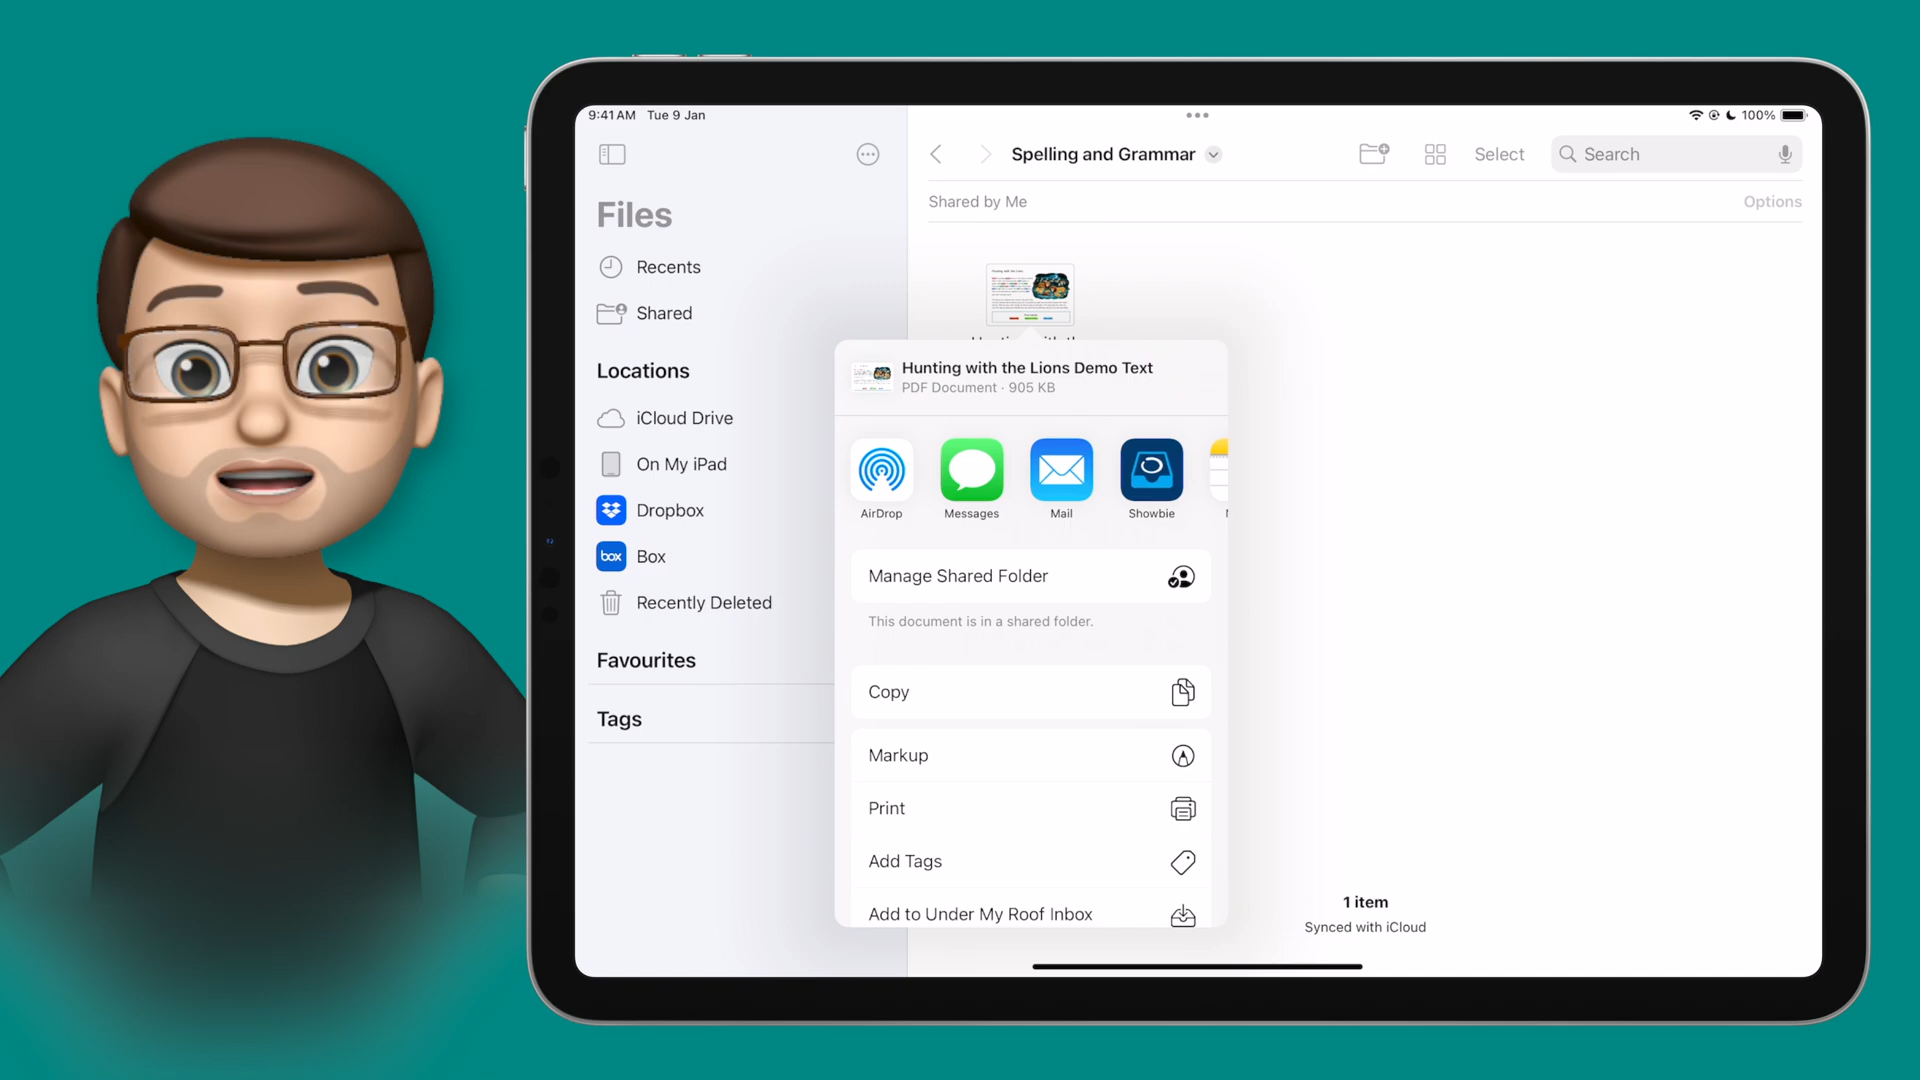 9:41 AM Tue 9 Jan
100%
Files
Recents
Shared
Locations
iCloud Drive
On My iPad
Dropbox
box
Box
Recently Deleted
Favourites
Tags
Spelling and Grammar
Select
Search
Shared by Me
Options
Hunting with the Lions Demo Text
PDF Document · 905 KB
AirDrop
Messages
Mail
Showbie
Manage Shared Folder
This document is in a shared folder.
Copy
Markup
Print
Add Tags
Add to Under My Roof Inbox
1 item
Synced with iCloud